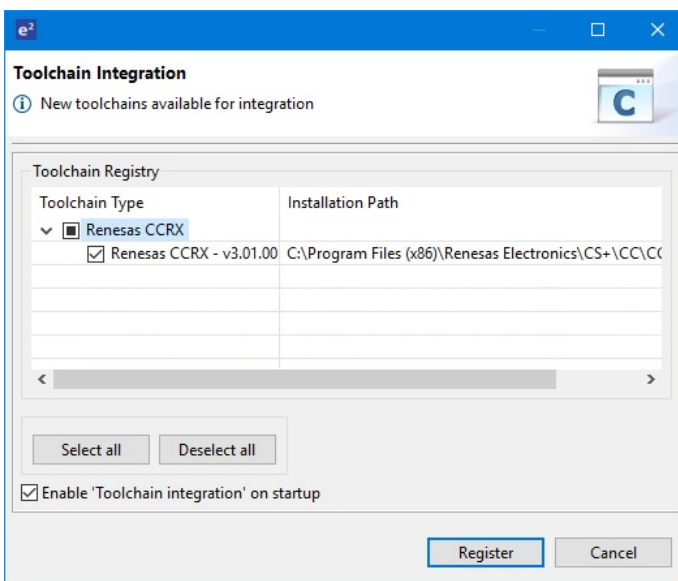 e²
Toolchain Integration
New toolchains available for integration
C
Toolchain Registry
Toolchain Type Installation Path
Renesas CCRX
Renesas CCRX - v3.01.00 C:\Program Files (x86)\Renesas Electronics\CS+\CC\CC
Select all Deselect all
Enable 'Toolchain integration' on startup
Register Cancel